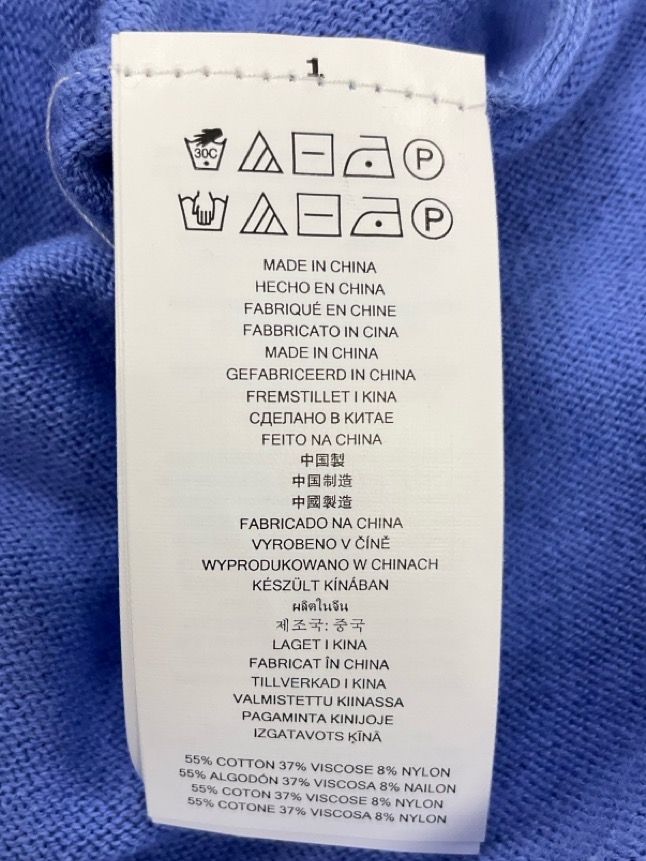 1
30C
P
P
MADE IN CHINA
HECHO EN CHINA
FABRIQUÉ EN CHINE
FABBRICATO IN CINA
MADE IN CHINA
GEFABRICEERD IN CHINA
FREMSTILLET I KINA
СДЕЛАНО В КИТАЕ
FEITO NA CHINA
中国製
中国制造
中國製造
FABRICADO NA CHINA
VYROBENO V ČÍNĚ
WYPRODUKOWANO W CHINACH
KÉSZÜLT KÍNÁBAN
ผลิตในจีน
제조국: 중국
LAGET I KINA
FABRICAT ÎN CHINA
TILLVERKAD I KINA
VALMISTETTU KIINASSA
PAGAMINTA KINIJOJE
IZGATAVOTS ĶĪNĀ
55% COTTON 37% VISCOSE 8% NYLON
55% ALGODÓN 37% VISCOSA 8% NAILON
55% COTON 37% VISCOSE 8% NYLON
55% COTONE 37% VISCOSA 8% NYLON